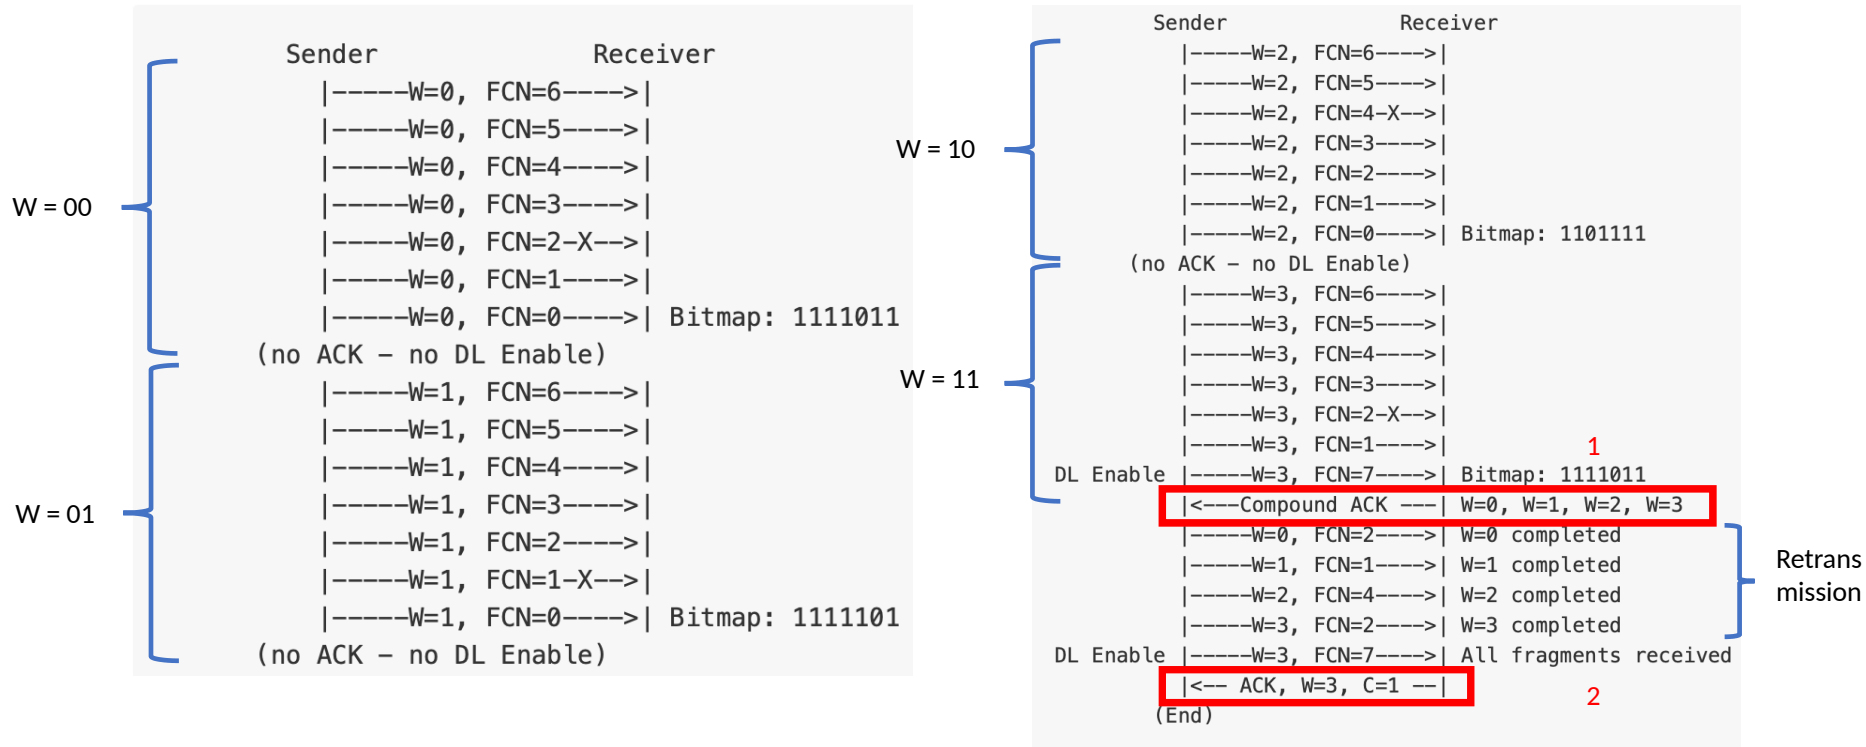 Sender Receiver
|-----W=0, FCN=6---->|
|-----W=0, FCN=5---->|
|-----W=0, FCN=4---->|
|-----W=0, FCN=3---->|
|-----W=0, FCN=2-X-->|
|-----W=0, FCN=1---->|
|-----W=0, FCN=0---->| Bitmap: 1111011
(no ACK – no DL Enable)
W = 00
|-----W=1, FCN=6---->|
|-----W=1, FCN=5---->|
|-----W=1, FCN=4---->|
|-----W=1, FCN=3---->|
|-----W=1, FCN=2---->|
|-----W=1, FCN=1-X-->|
|-----W=1, FCN=0---->| Bitmap: 1111101
(no ACK – no DL Enable)
W = 01
Sender Receiver
|-----W=2, FCN=6---->|
|-----W=2, FCN=5---->|
|-----W=2, FCN=4-X-->|
|-----W=2, FCN=3---->|
|-----W=2, FCN=2---->|
|-----W=2, FCN=1---->|
|-----W=2, FCN=0---->| Bitmap: 1101111
(no ACK – no DL Enable)
W = 10
|-----W=3, FCN=6---->|
|-----W=3, FCN=5---->|
|-----W=3, FCN=4---->|
|-----W=3, FCN=3---->|
|-----W=3, FCN=2-X-->|
|-----W=3, FCN=1---->|
1
DL Enable |-----W=3, FCN=7---->| Bitmap: 1111011
W = 11
|<---Compound ACK ---| W=0, W=1, W=2, W=3
|-----W=0, FCN=2---->| W=0 completed
|-----W=1, FCN=1---->| W=1 completed
|-----W=2, FCN=4---->| W=2 completed
|-----W=3, FCN=2---->| W=3 completed
Retrans
mission
DL Enable |-----W=3, FCN=7---->| All fragments received
|<-- ACK, W=3, C=1 --|
2
(End)